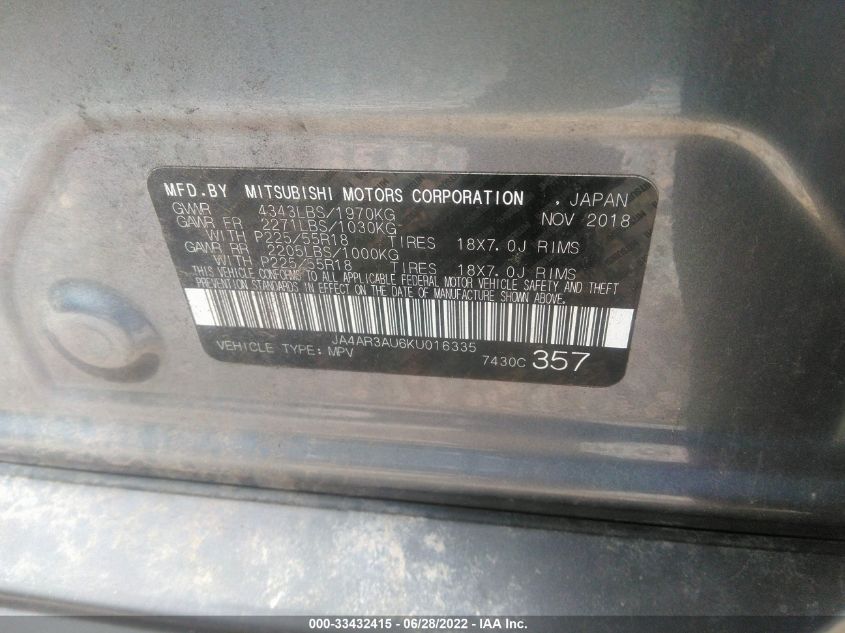 MFD.BY MITSUBISHI MOTORS CORPORATION , JAPAN
GVWR 4343LBS/1970KG NOV 2018
GAWR FR 2271LBS/1030KG
WITH P225/55R18 TIRES 18X7.0J RIMS
GAWR RR 2205LBS/1000KG
WITH P225/55R18 TIRES 18X7.0J RIMS
THIS VEHICLE CONFORMS TO ALL APPLICABLE FEDERAL MOTOR VEHICLE SAFETY AND THEFT
PREVENTION STANDARDS IN EFFECT ON THE DATE OF MANUFACTURE SHOWN ABOVE.
JA4AR3AU6KU016335
VEHICLE TYPE: MPV 7430C 357
000-33432415 - 06/28/2022 - IAA Inc.